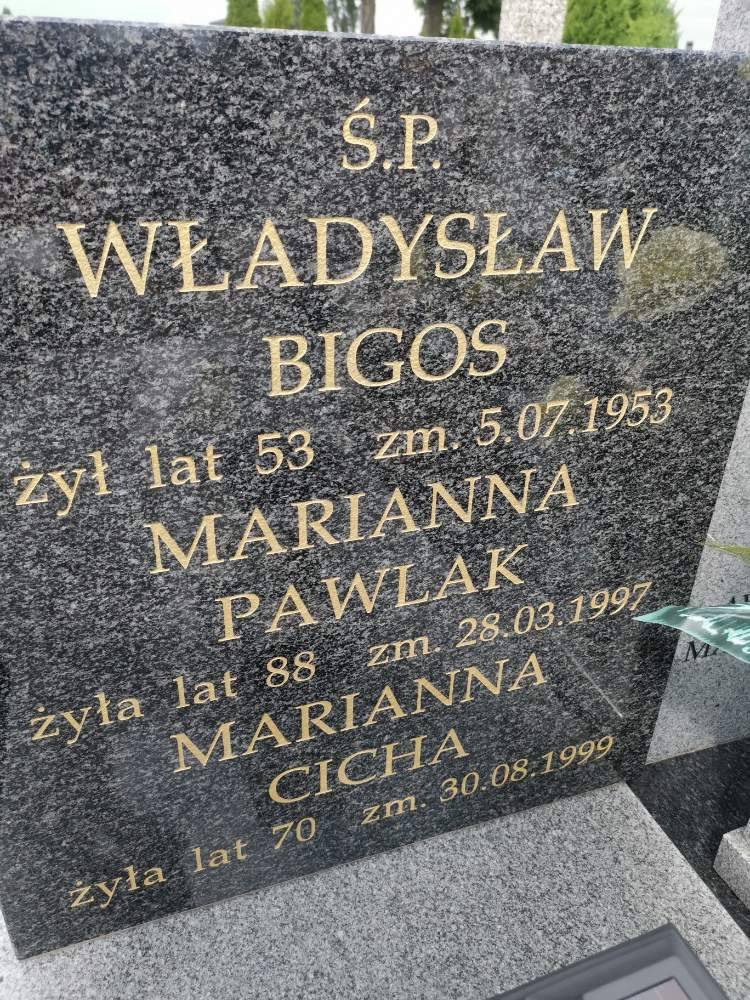 Ś.P.
WŁADYSŁAW
BIGOS
żył lat 53 zm. 5.07.1953
MARIANNA
PAWLAK
żyła lat 88 zm. 28.03.1997
MARIANNA
CICHA
żyła lat 70 zm. 30.08.1999